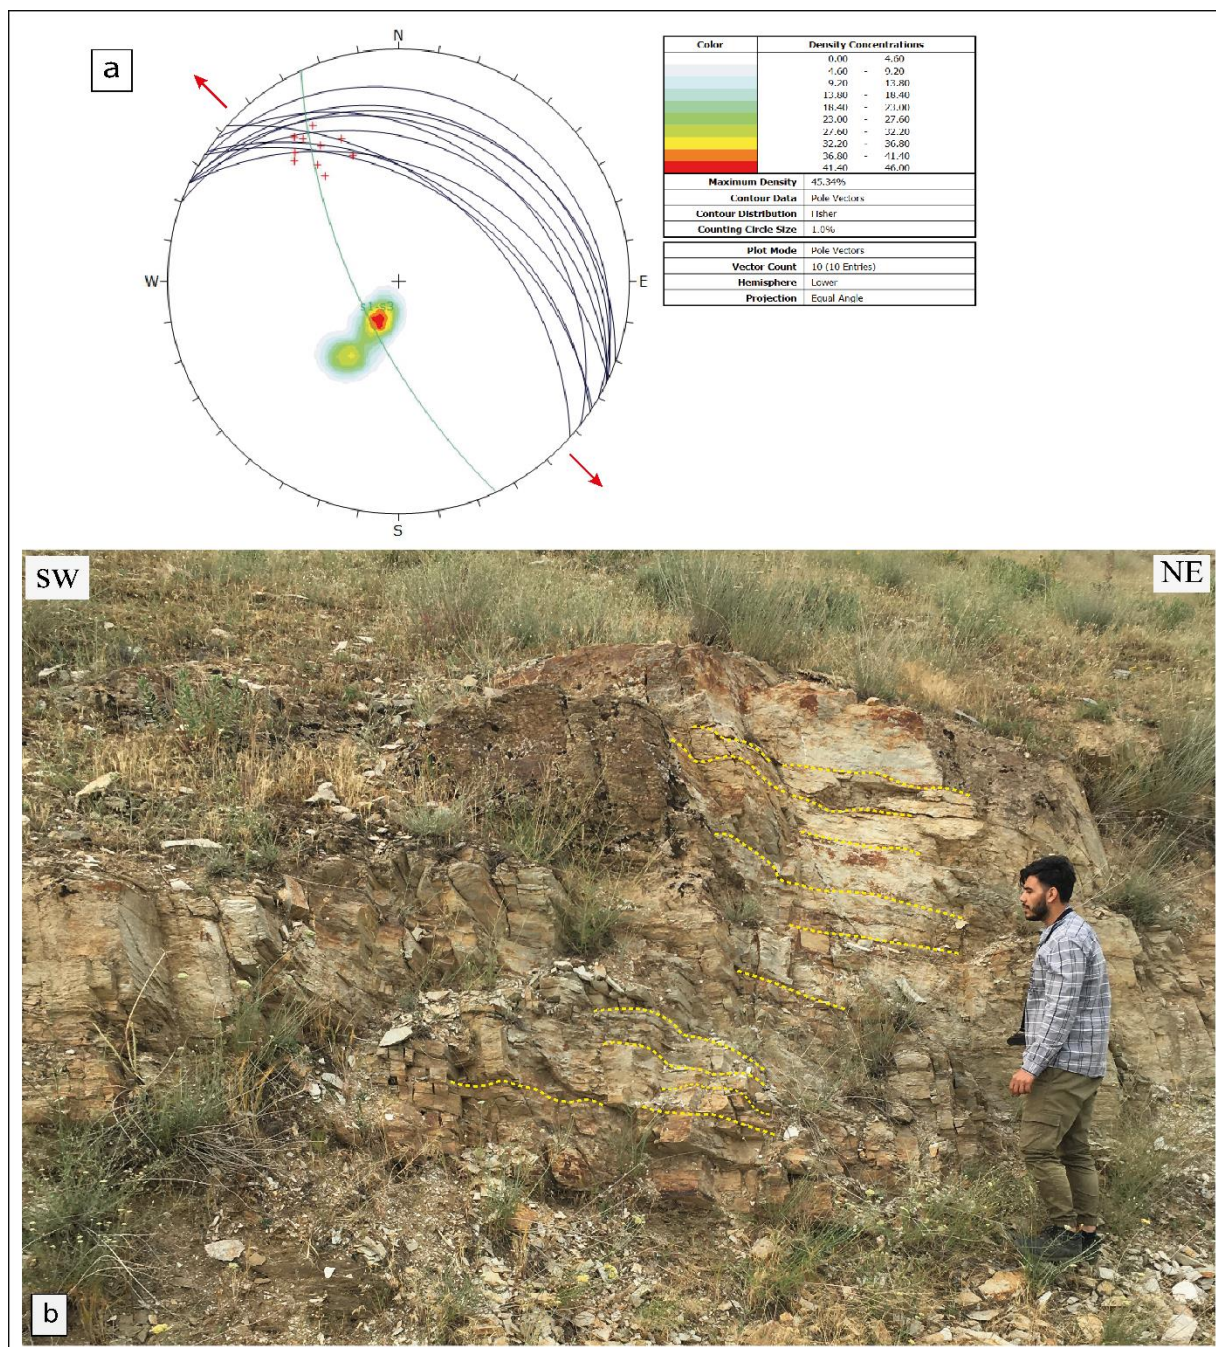 a
N
W
E
S
s1-s3
Color Density Concentrations
0.00 - 4.60
4.60 - 9.20
9.20 - 13.80
13.80 - 18.40
18.40 - 23.00
23.00 - 27.60
27.60 - 32.20
32.20 - 36.80
36.80 - 41.40
41.40 - 46.00
Maximum Density 45.34%
Contour Data Pole Vectors
Contour Distribution Fisher
Counting Circle Size 1.0%
Plot Mode Pole Vectors
Vector Count 10 (10 Entries)
Hemisphere Lower
Projection Equal Angle
SW
NE
b